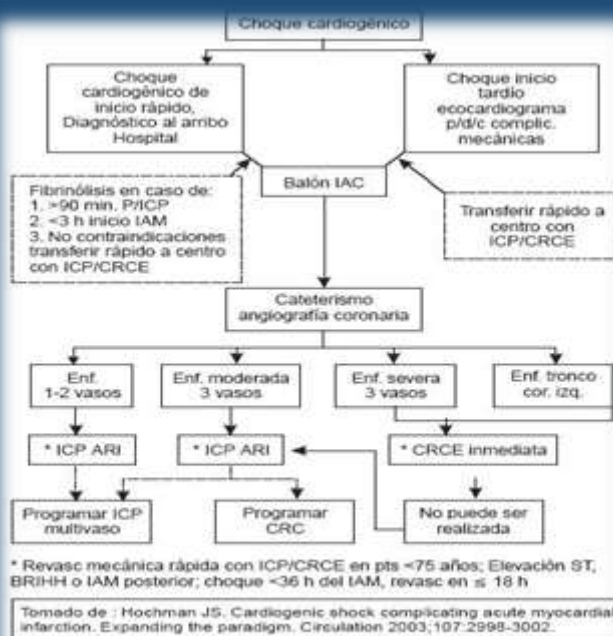 Choque cardiogénico
Choque
cardiogénico de
inicio rápido,
Diagnóstico al arribo
Hospital
Choque inicio
tardío
ecocardiograma
p/d/c complic.
mecánicas
Balón IAC
Fibrinólisis en caso de:
1. >90 min. P/ICP
2. <3 h inicio IAM
3. No contraindicaciones
transferir rápido a centro
con ICP/CRCE
Transferir rápido a
centro con
ICP/CRCE
Cateterismo
angiografía coronaria
Enf.
1-2 vasos
Enf. moderada
3 vasos
Enf. severa
3 vasos
Enf. tronco
cor. izq.
* ICP ARI
* ICP ARI
* CRCE inmediata
Programar ICP
multivaso
Programar
CRC
No puede ser
realizada
* Revasc mecánica rápida con ICP/CRCE en pts <75 años; Elevación ST,
BRIHH o IAM posterior; choque <36 h del IAM, revasc en ≤ 18 h
Tomado de : Hochman JS. Cardiogenic shock complicating acute myocardial
infarction. Expanding the paradigm. Circulation 2003;107:2998-3002.